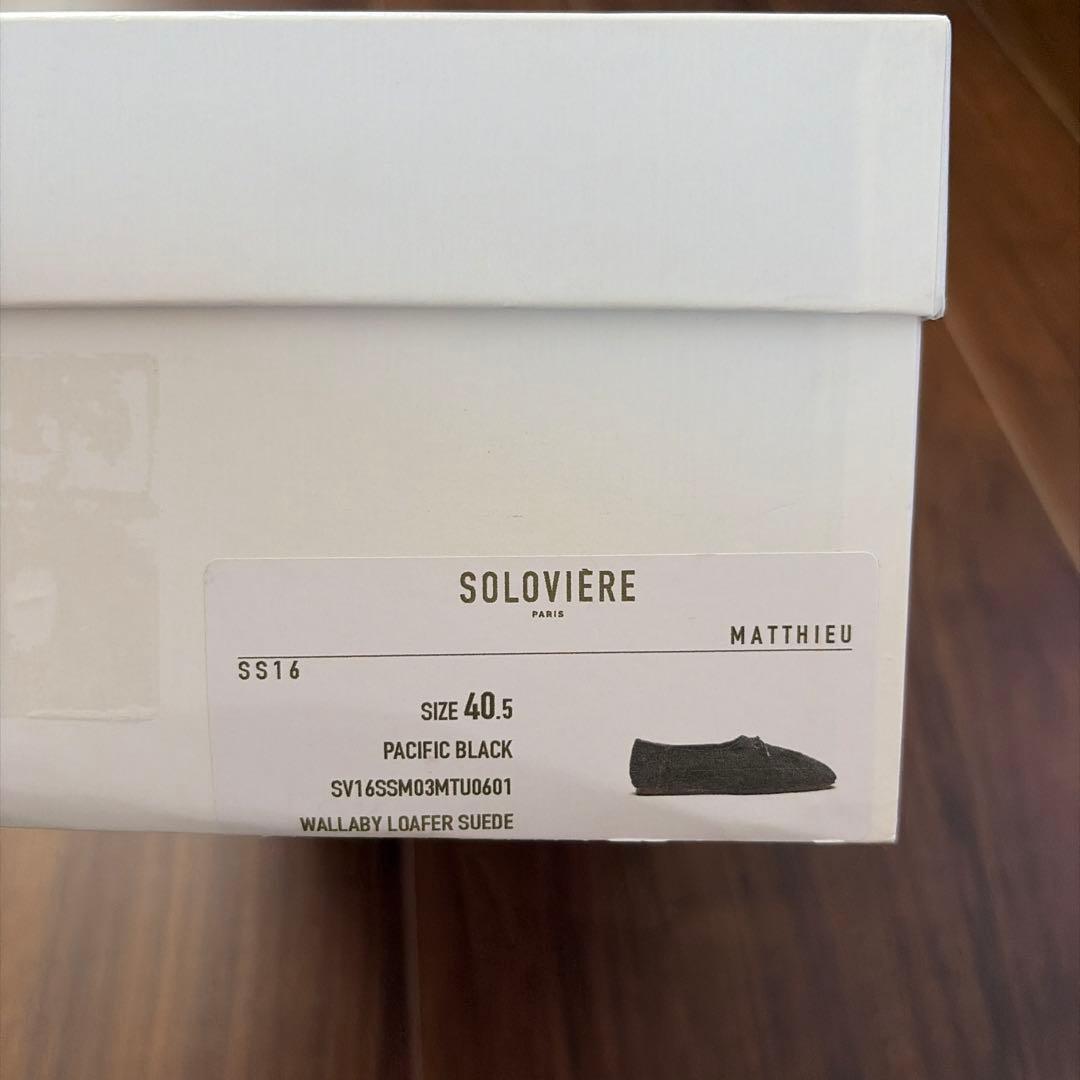 SOLOVIÈRE
PARIS
MATTHIEU
SS16
SIZE 40.5
PACIFIC BLACK
SV16SSM03MTU0601
WALLABY LOAFER SUEDE